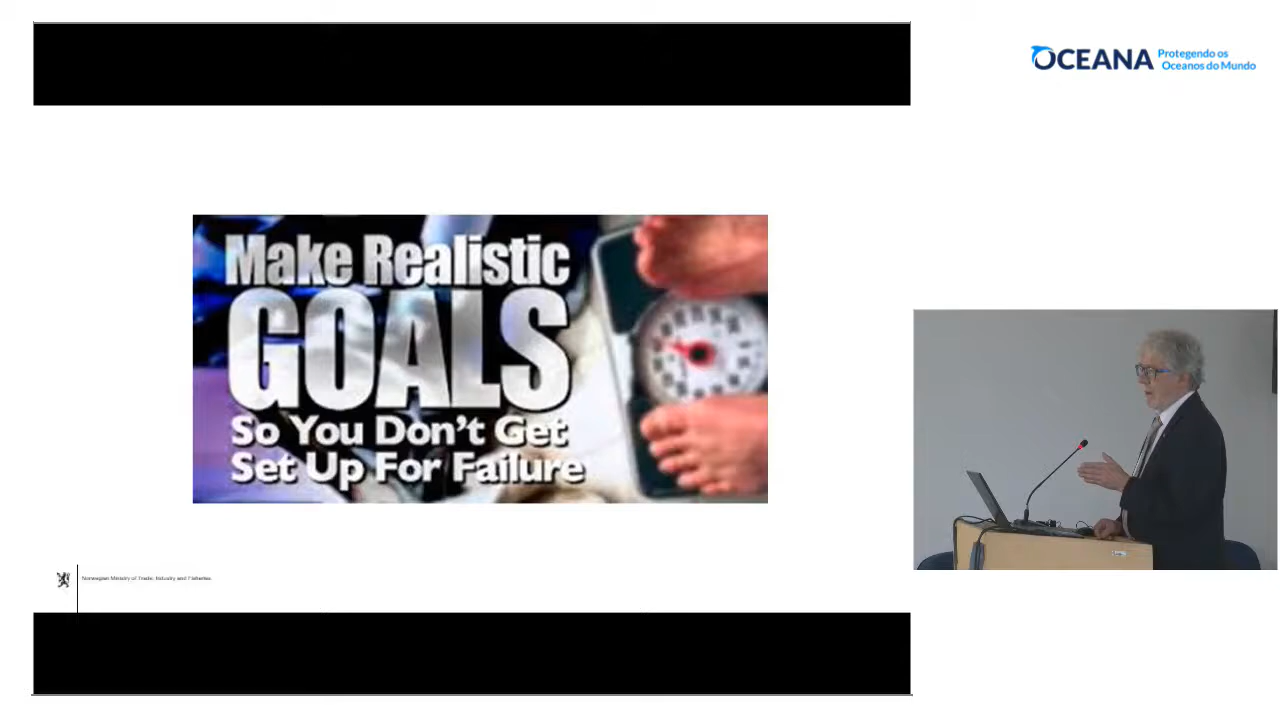 OCEANA Protegendo os
Oceanos do Mundo
Make Realistic
GOALS
So You Don't Get
Set Up For Failure
Norwegian Ministry of Trade, Industry and Fisheries